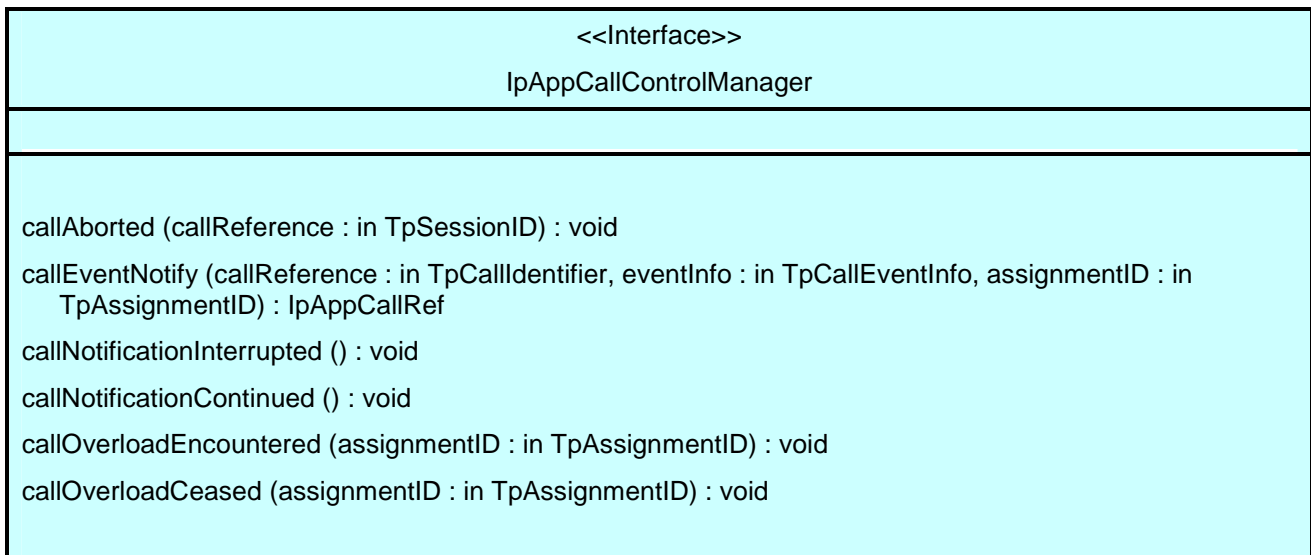 <<Interface>>
IpAppCallControlManager
callAborted (callReference : in TpSessionID) : void
callEventNotify (callReference : in TpCallIdentifier, eventInfo : in TpCallEventInfo, assignmentID : in
TpAssignmentID) : IpAppCallRef
callNotificationInterrupted () : void
callNotificationContinued () : void
callOverloadEncountered (assignmentID : in TpAssignmentID) : void
callOverloadCeased (assignmentID : in TpAssignmentID) : void